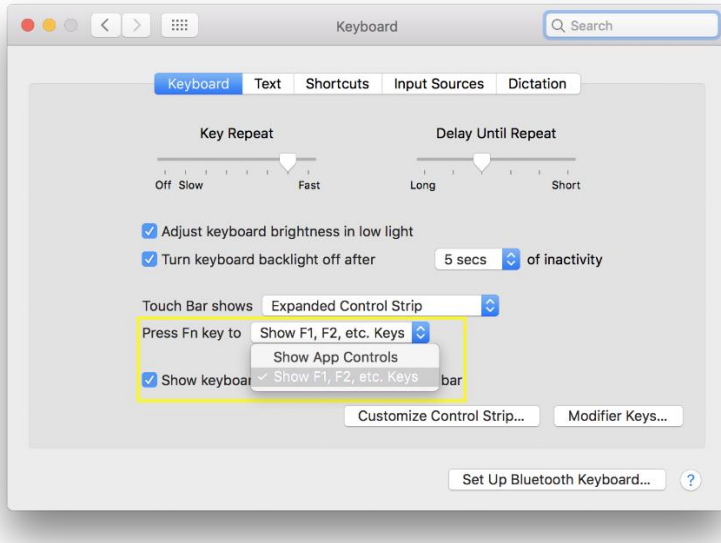 Keyboard
Search
Keyboard Text Shortcuts Input Sources Dictation
Key Repeat Delay Until Repeat
Off Slow Fast Long Short
Adjust keyboard brightness in low light
Turn keyboard backlight off after 5 secs of inactivity
Touch Bar shows Expanded Control Strip
Press Fn key to Show F1, F2, etc. Keys
Show App Controls
Show F1, F2, etc. Keys
Show bar
Customize Control Strip... Modifier Keys...
Set Up Bluetooth Keyboard... ?